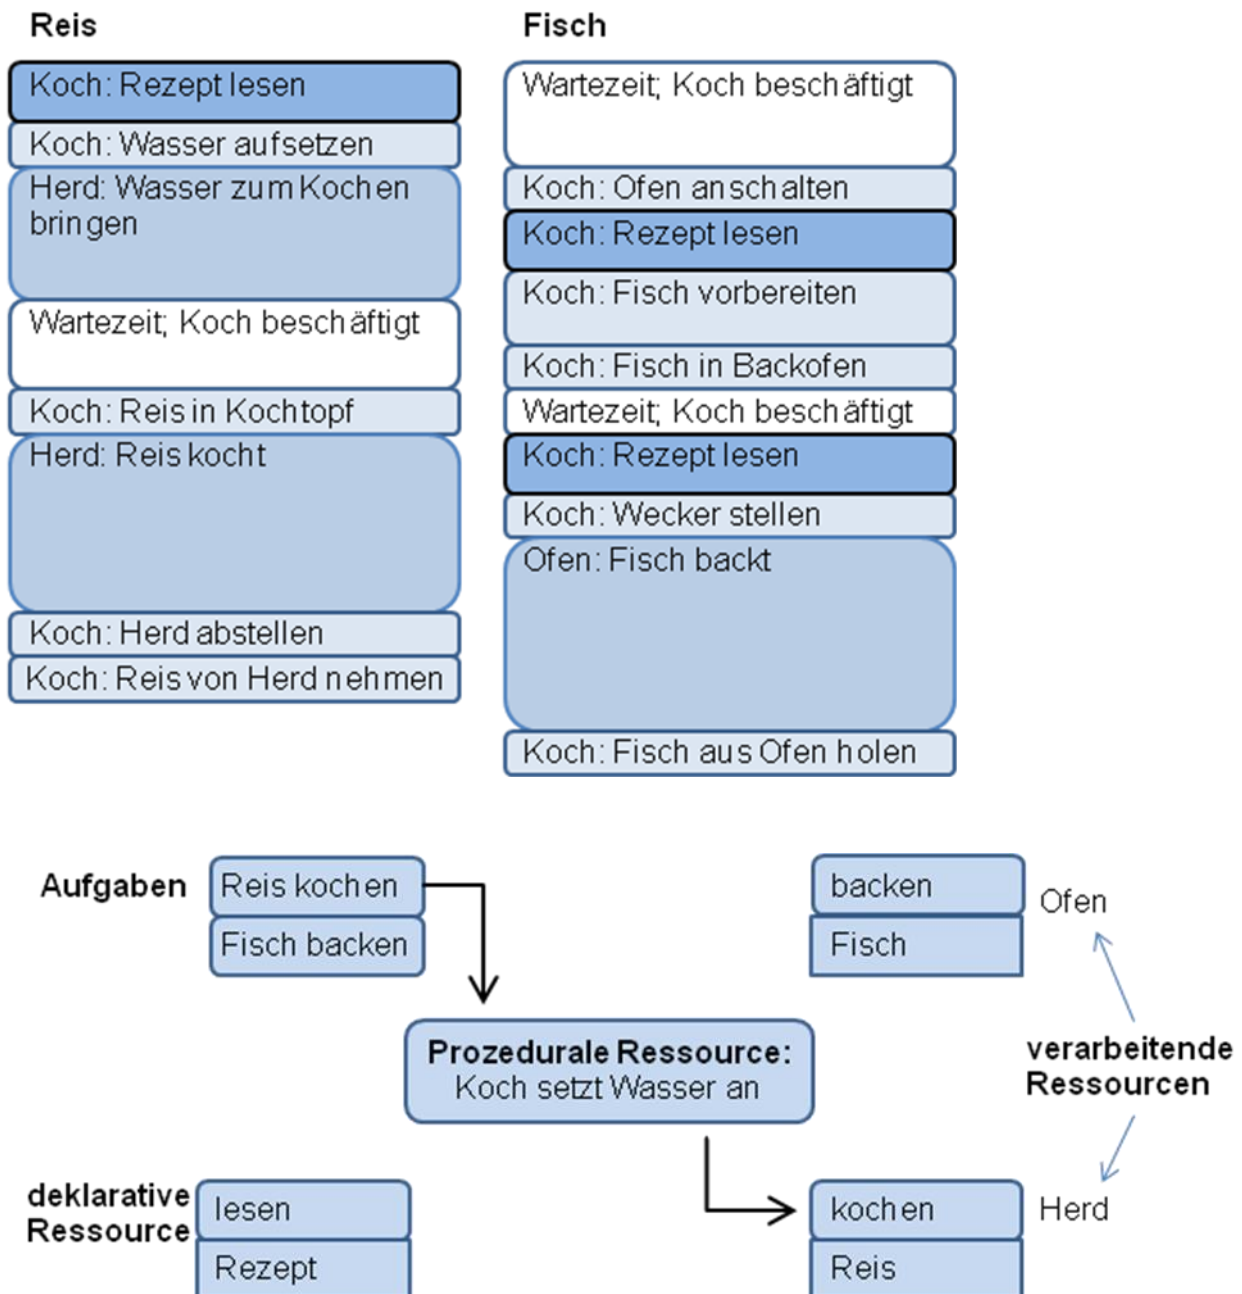 Reis
Koch: Rezept lesen
Koch: Wasser aufsetzen
Herd: Wasser zum Kochen
bringen
Wartezeit; Koch beschäftigt
Koch: Reis in Kochtopf
Herd: Reis kocht
Koch: Herd abstellen
Koch: Reis von Herd nehmen
Fisch
Wartezeit; Koch beschäftigt
Koch: Ofen anschalten
Koch: Rezept lesen
Koch: Fisch vorbereiten
Koch: Fisch in Backofen
Wartezeit; Koch beschäftigt
Koch: Rezept lesen
Koch: Wecker stellen
Ofen: Fisch backt
Koch: Fisch aus Ofen holen
Aufgaben
Reis kochen
Fisch backen
backen
Fisch
Ofen
Prozedurale Ressource:
Koch setzt Wasser an
verarbeitende
Ressourcen
deklarative
Ressource
lesen
Rezept
kochen
Reis
Herd